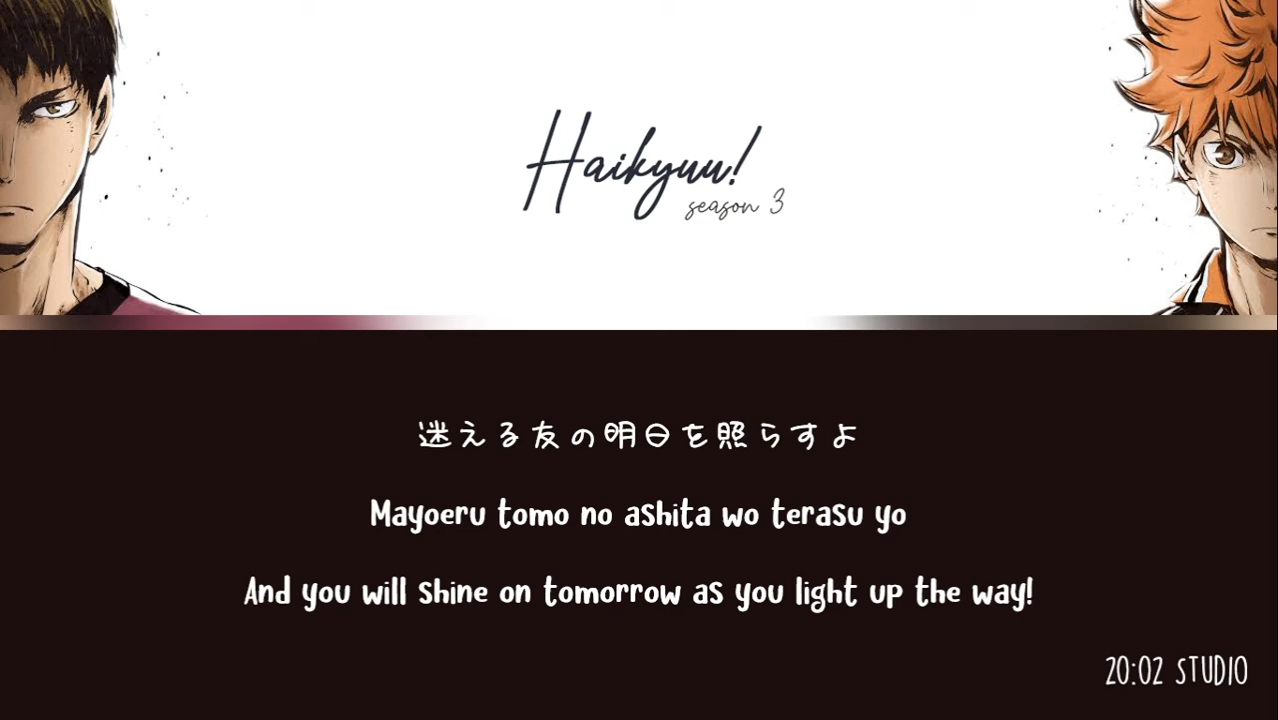 Haikyuu!
season 3
迷える友の明日を照らすよ
Mayoeru tomo no ashita wo terasu yo
And you will shine on tomorrow as you light up the way!
20:02 STUDIO